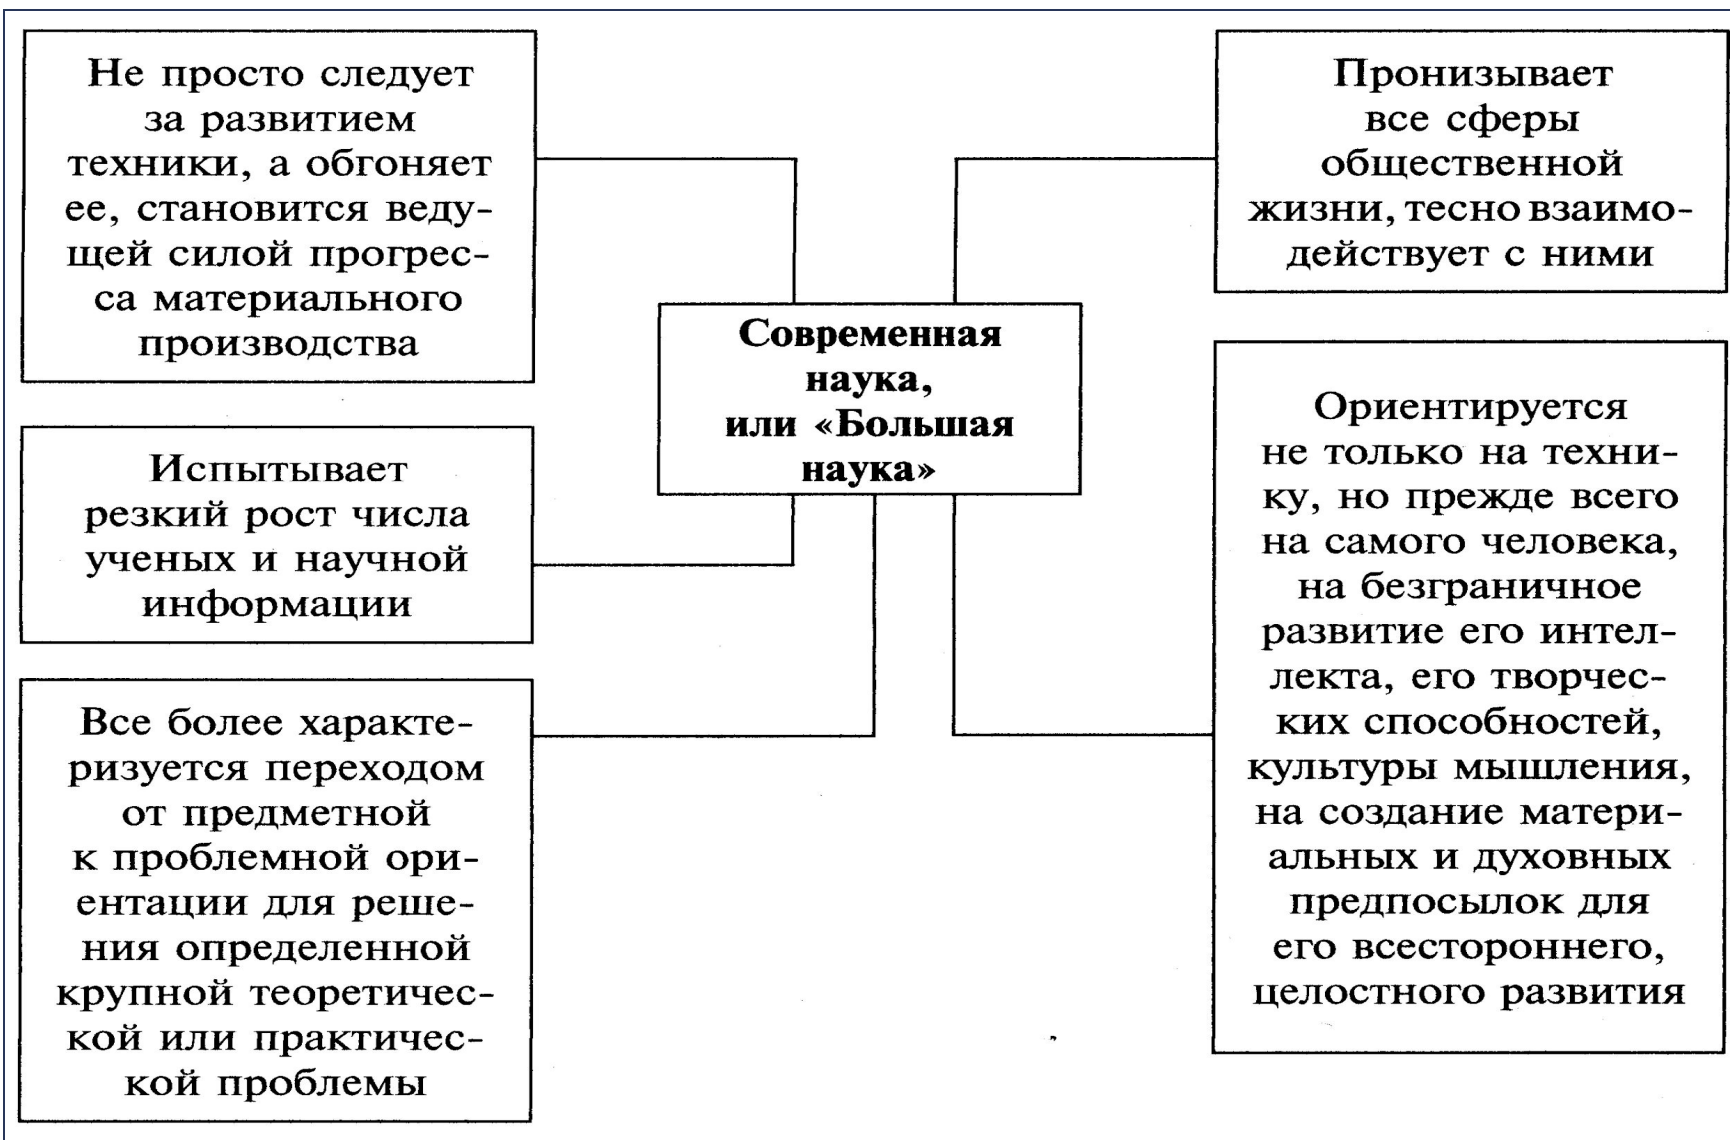 Не просто следует
за развитием
техники, а обгоняет
ее, становится веду-
щей силой прогрес-
са материального
производства
Испытывает
резкий рост числа
ученых и научной
информации
Все более характе-
ризуется переходом
от предметной
к проблемной ори-
ентации для реше-
ния определенной
крупной теоретичес-
кой или практичес-
кой проблемы
Современная
наука,
или «Большая
наука»
Пронизывает
все сферы
общественной
жизни, тесно взаимо-
действует с ними
Ориентируется
не только на техни-
ку, но прежде всего
на самого человека,
на безграничное
развитие его интел-
лекта, его творчес-
ких способностей,
культуры мышления,
на создание матери-
альных и духовных
предпосылок для
его всестороннего,
целостного развития